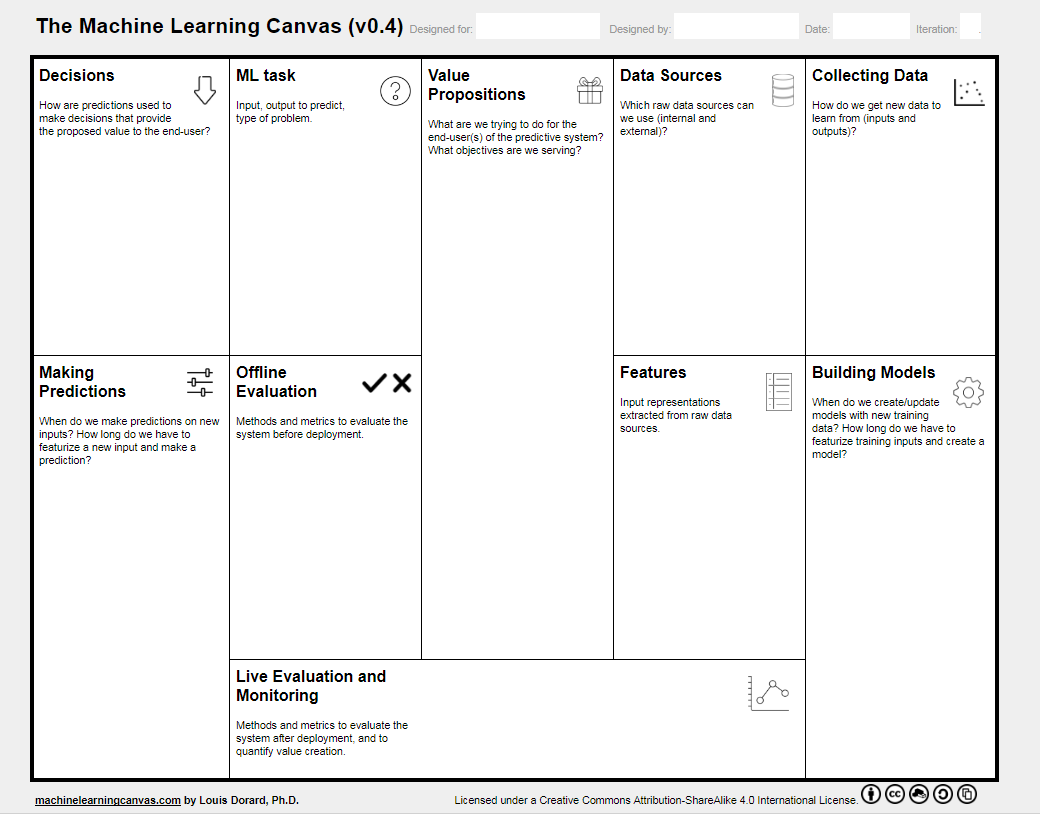 The Machine Learning Canvas (v0.4) Designed for: Designed by: Date: Iteration: .
Decisions
How are predictions used to
make decisions that provide
the proposed value to the end-user?
ML task
Input, output to predict,
type of problem.
Value
Propositions
What are we trying to do for the
end-user(s) of the predictive system?
What objectives are we serving?
Data Sources
Which raw data sources can
we use (internal and
external)?
Collecting Data
How do we get new data to
learn from (inputs and
outputs)?
Making
Predictions
When do we make predictions on new
inputs? How long do we have to
featurize a new input and make a
prediction?
Offline
Evaluation
Methods and metrics to evaluate the
system before deployment.
Features
Input representations
extracted from raw data
sources.
Building Models
When do we create/update
models with new training
data? How long do we have to
featurize training inputs and create a
model?
Live Evaluation and
Monitoring
Methods and metrics to evaluate the
system after deployment, and to
quantify value creation.
machinelearningcanvas.com by Louis Dorard, Ph.D.
Licensed under a Creative Commons Attribution-ShareAlike 4.0 International License.